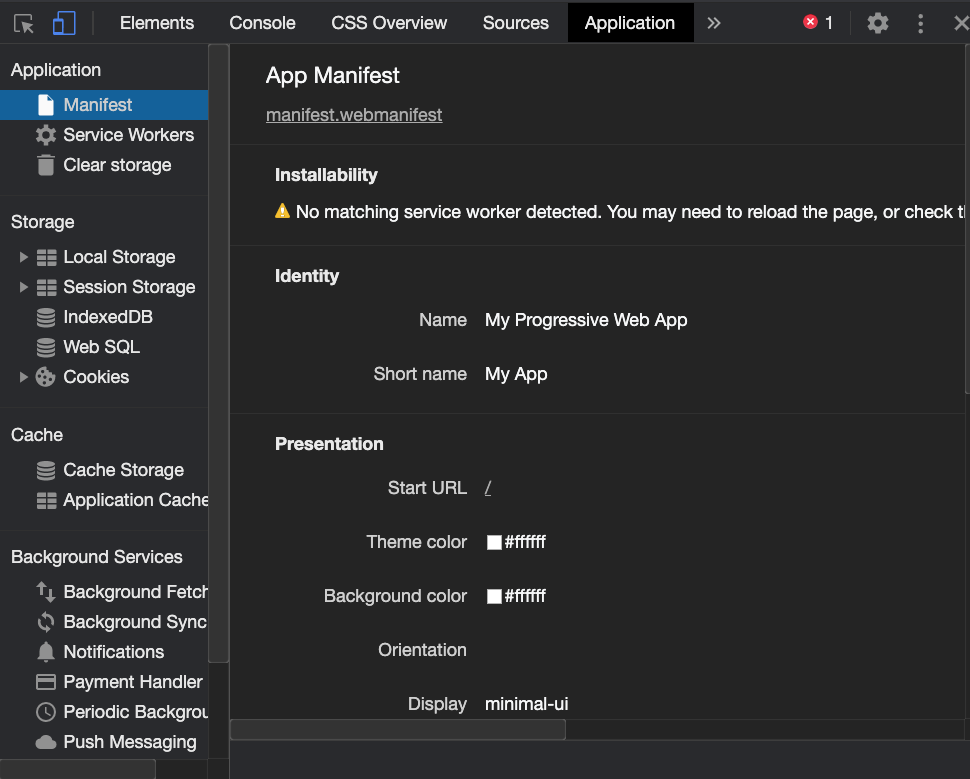 Elements Console CSS Overview Sources Application 1
Application
Manifest
Service Workers
Clear storage
Storage
Local Storage
Session Storage
IndexedDB
Web SQL
Cookies
Cache
Cache Storage
Application Cache
Background Services
Background Fetch
Background Sync
Notifications
Payment Handler
Periodic Backgrou
Push Messaging
App Manifest
manifest.webmanifest
Installability
No matching service worker detected. You may need to reload the page, or check th
Identity
Name My Progressive Web App
Short name My App
Presentation
Start URL /
Theme color #ffffff
Background color #ffffff
Orientation
Display minimal-ui